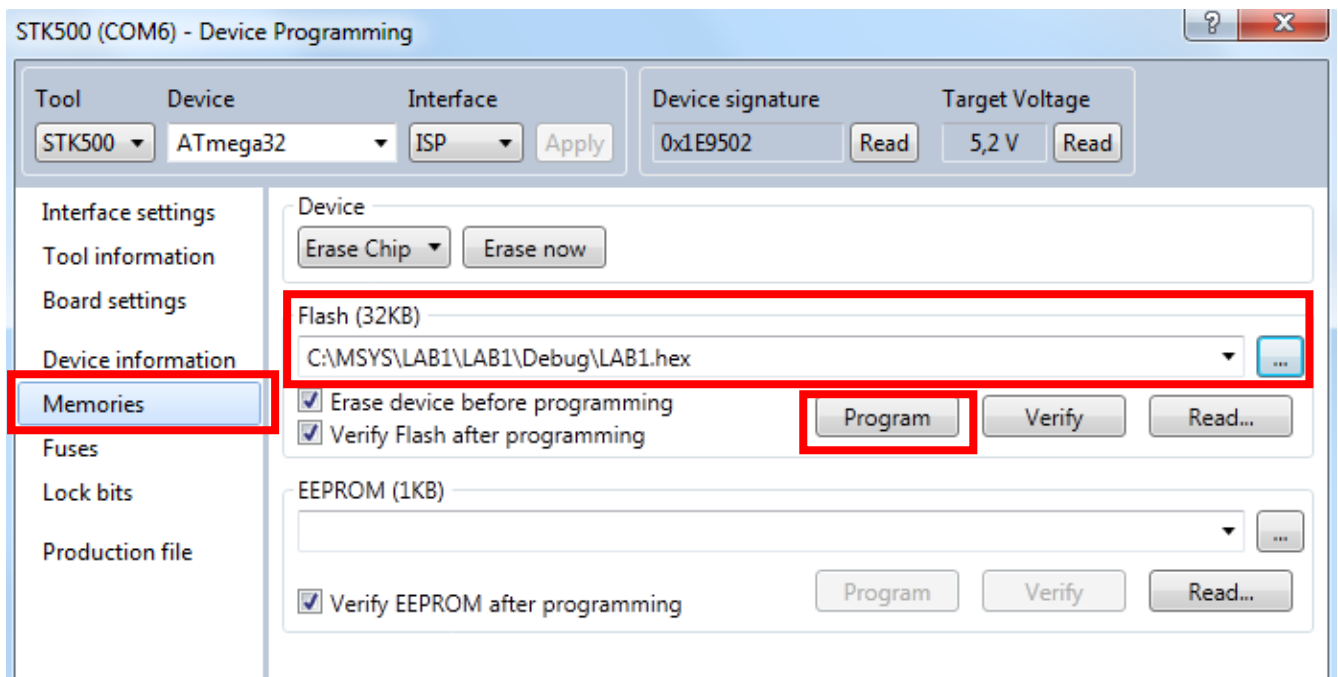 STK500 (COM6) - Device Programming
Tool Device Interface Device signature Target Voltage
STK500 ATmega32 ISP Apply 0x1E9502 Read 5,2 V Read
Interface settings
Tool information
Board settings
Device information
Memories
Fuses
Lock bits
Production file
Device
Erase Chip Erase now
Flash (32KB)
C:\MSYS\LAB1\LAB1\Debug\LAB1.hex ...
Erase device before programming
Verify Flash after programming
Program Verify Read...
EEPROM (1KB)
...
Verify EEPROM after programming
Program Verify Read...